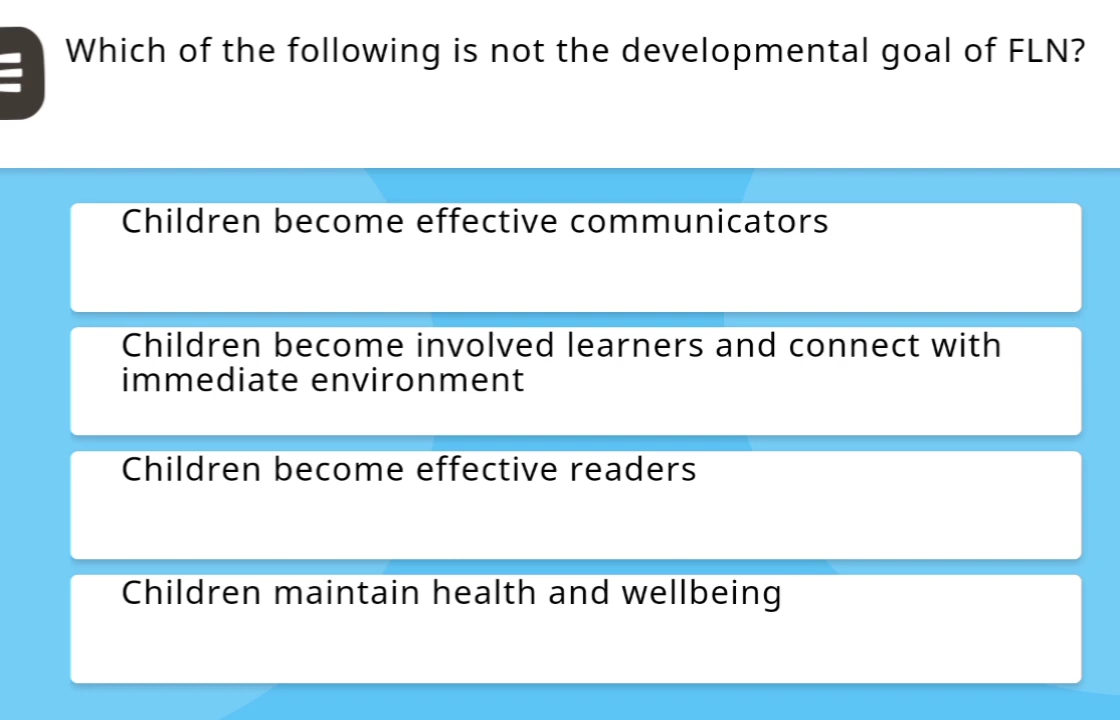 Which of the following is not the developmental goal of FLN?
Children become effective communicators
Children become involved learners and connect with
immediate environment
Children become effective readers
Children maintain health and wellbeing